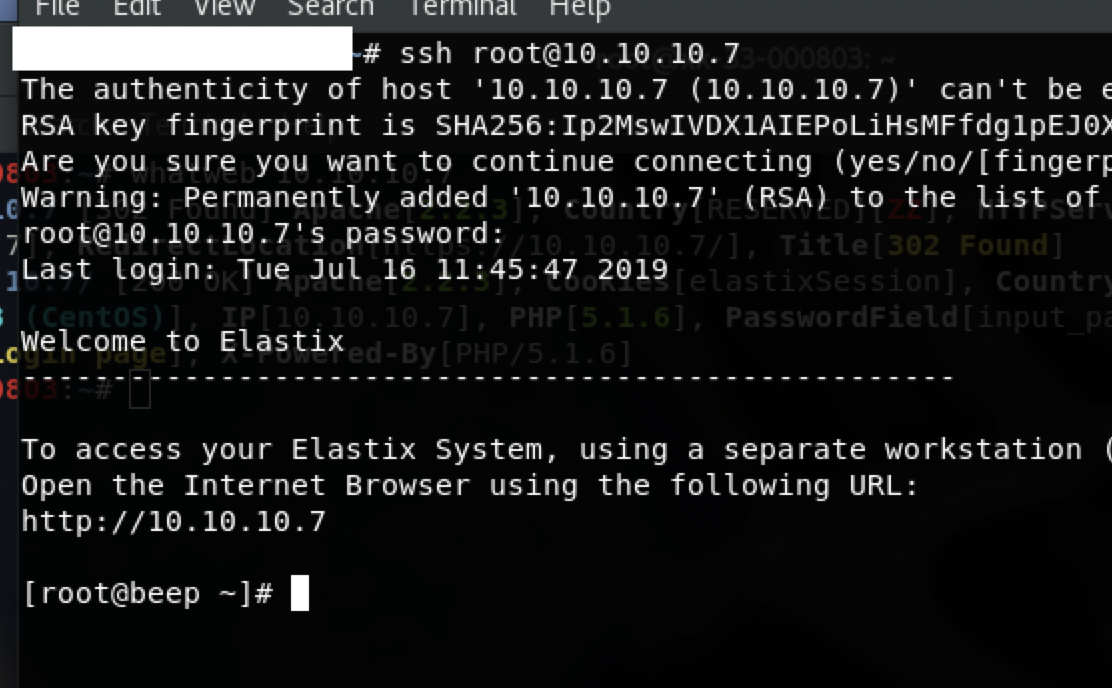 File Edit View Search Terminal Help
~# ssh root@10.10.10.7
The authenticity of host '10.10.10.7 (10.10.10.7)' can't be
RSA key fingerprint is SHA256:Ip2MswIVDX1AIEPoLiHsMFfdg1pEJ0X
Are you sure you want to continue connecting (yes/no/[fingerp
Warning: Permanently added '10.10.10.7' (RSA) to the list of
root@10.10.10.7's password:
Last login: Tue Jul 16 11:45:47 2019
Welcome to Elastix
----------------------------------------------------
To access your Elastix System, using a separate workstation (
Open the Internet Browser using the following URL:
http://10.10.10.7
[root@beep ~]#